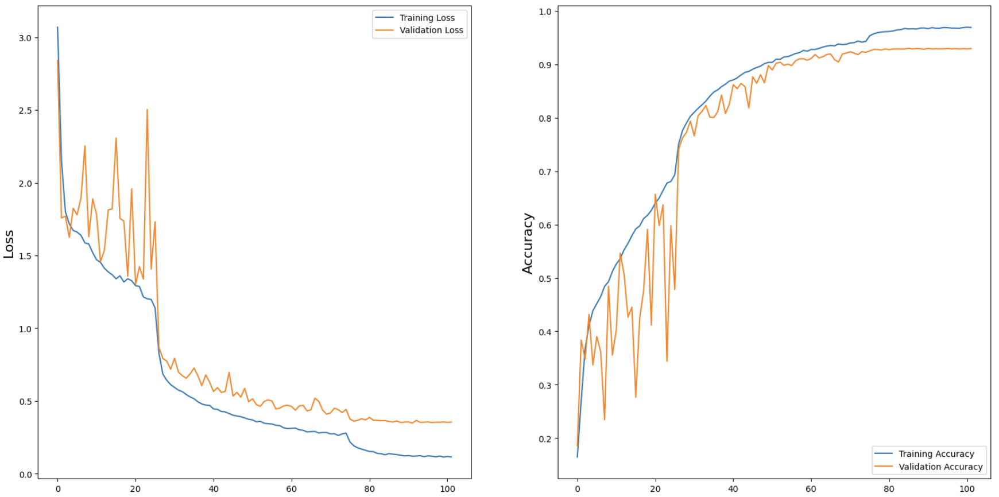 Training Loss
Validation Loss
3.0
2.5
2.0
1.5
1.0
0.5
0.0
Loss
0 20 40 60 80 100
1.0
0.9
0.8
0.7
0.6
0.5
0.4
0.3
0.2
Accuracy
Training Accuracy
Validation Accuracy
0 20 40 60 80 100